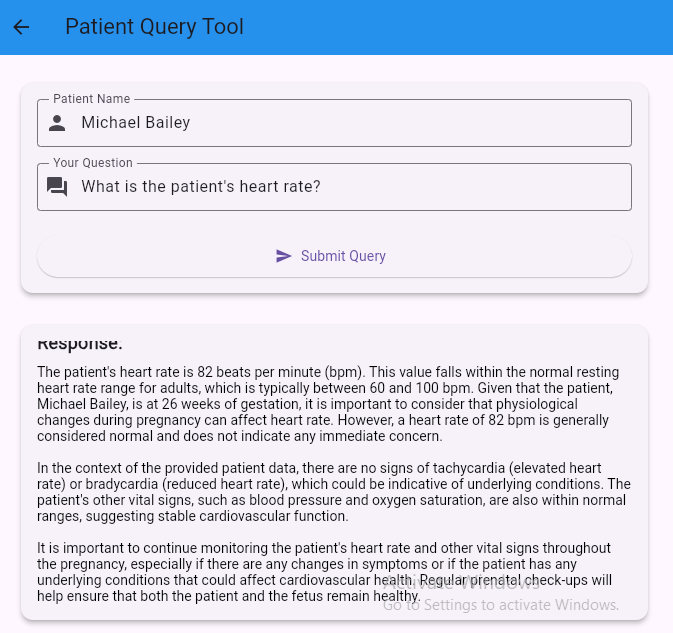 Patient Query Tool
Patient Name
Michael Bailey
Your Question
What is the patient's heart rate?
Submit Query
Response:
The patient's heart rate is 82 beats per minute (bpm). This value falls within the normal resting
heart rate range for adults, which is typically between 60 and 100 bpm. Given that the patient,
Michael Bailey, is at 26 weeks of gestation, it is important to consider that physiological
changes during pregnancy can affect heart rate. However, a heart rate of 82 bpm is generally
considered normal and does not indicate any immediate concern.
In the context of the provided patient data, there are no signs of tachycardia (elevated heart
rate) or bradycardia (reduced heart rate), which could be indicative of underlying conditions. The
patient's other vital signs, such as blood pressure and oxygen saturation, are also within normal
ranges, suggesting stable cardiovascular function.
It is important to continue monitoring the patient's heart rate and other vital signs throughout
the pregnancy, especially if there are any changes in symptoms or if the patient has any
underlying conditions that could affect cardiovascular health. Regular prenatal check-ups will
help ensure that both the patient and the fetus remain healthy.
Activate Windows
Go to Settings to activate Windows.